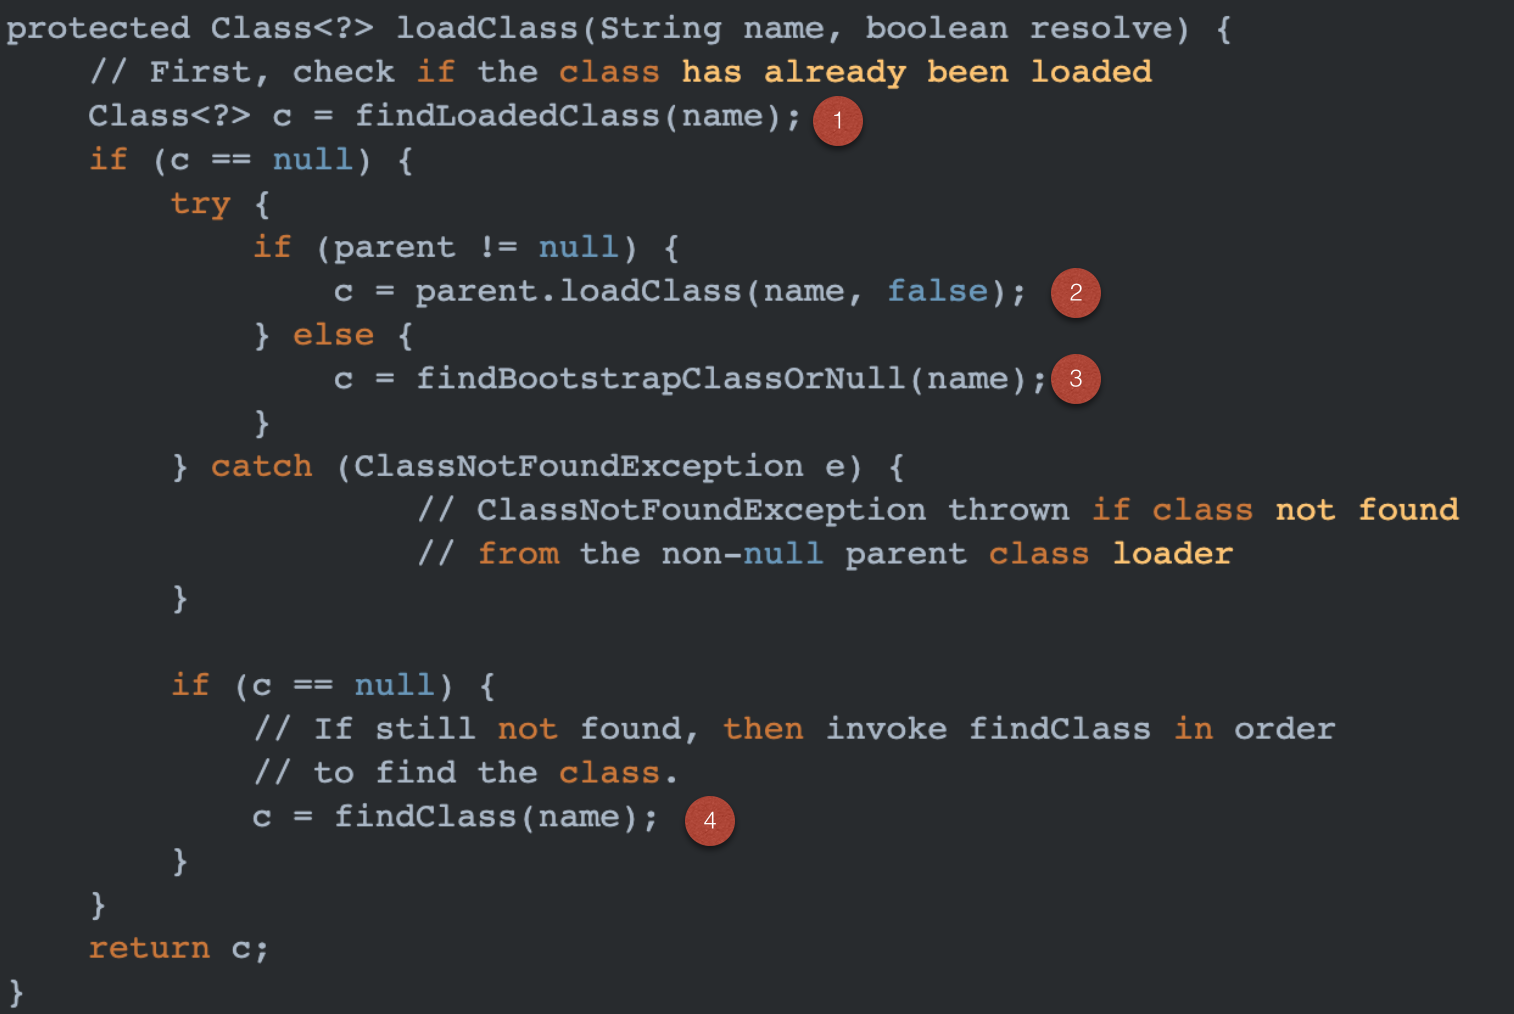 protected Class<?> loadClass(String name, boolean resolve) {
    // First, check if the class has already been loaded
    Class<?> c = findLoadedClass(name); 1
    if (c == null) {
        try {
            if (parent != null) {
                c = parent.loadClass(name, false); 2
            } else {
                c = findBootstrapClassOrNull(name); 3
            }
        } catch (ClassNotFoundException e) {
                    // ClassNotFoundException thrown if class not found
                    // from the non-null parent class loader
        }

        if (c == null) {
            // If still not found, then invoke findClass in order
            // to find the class.
            c = findClass(name); 4
        }
    }
    return c;
}